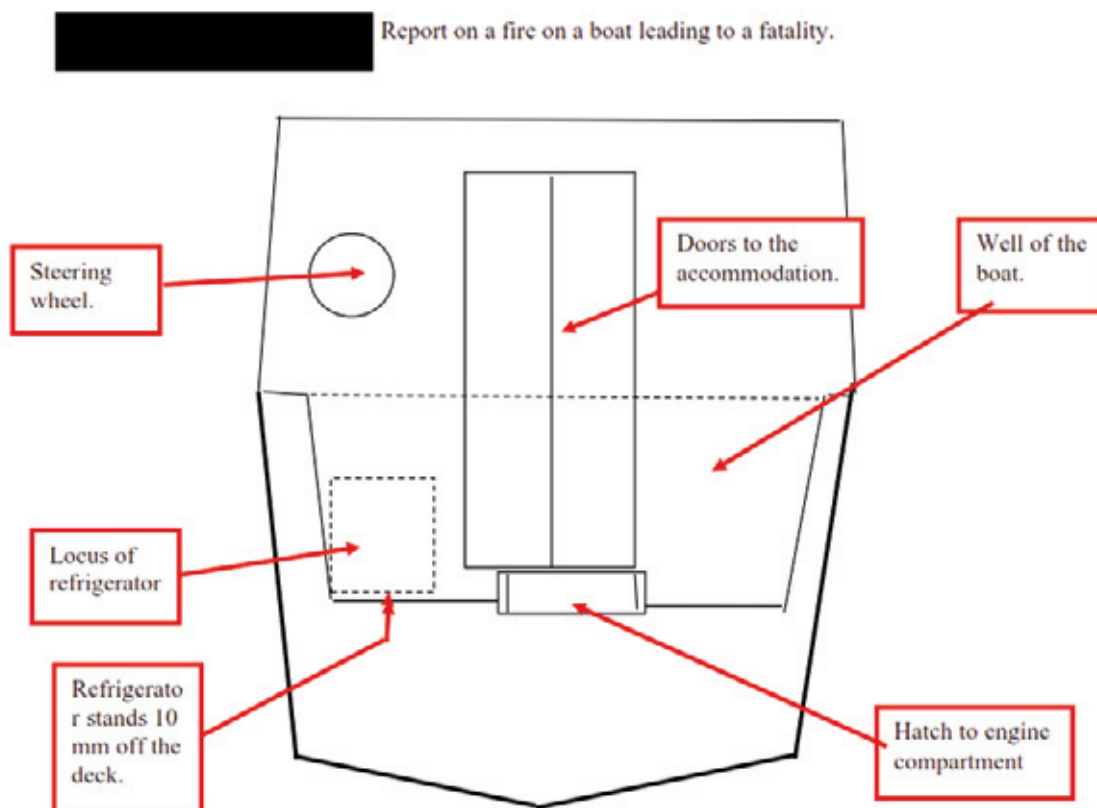 Report on a fire on a boat leading to a fatality.
Steering
wheel.
Doors to the
accommodation.
Well of the
boat.
Locus of
refrigerator
Refrigerato
r stands 10
mm off the
deck.
Hatch to engine
compartment